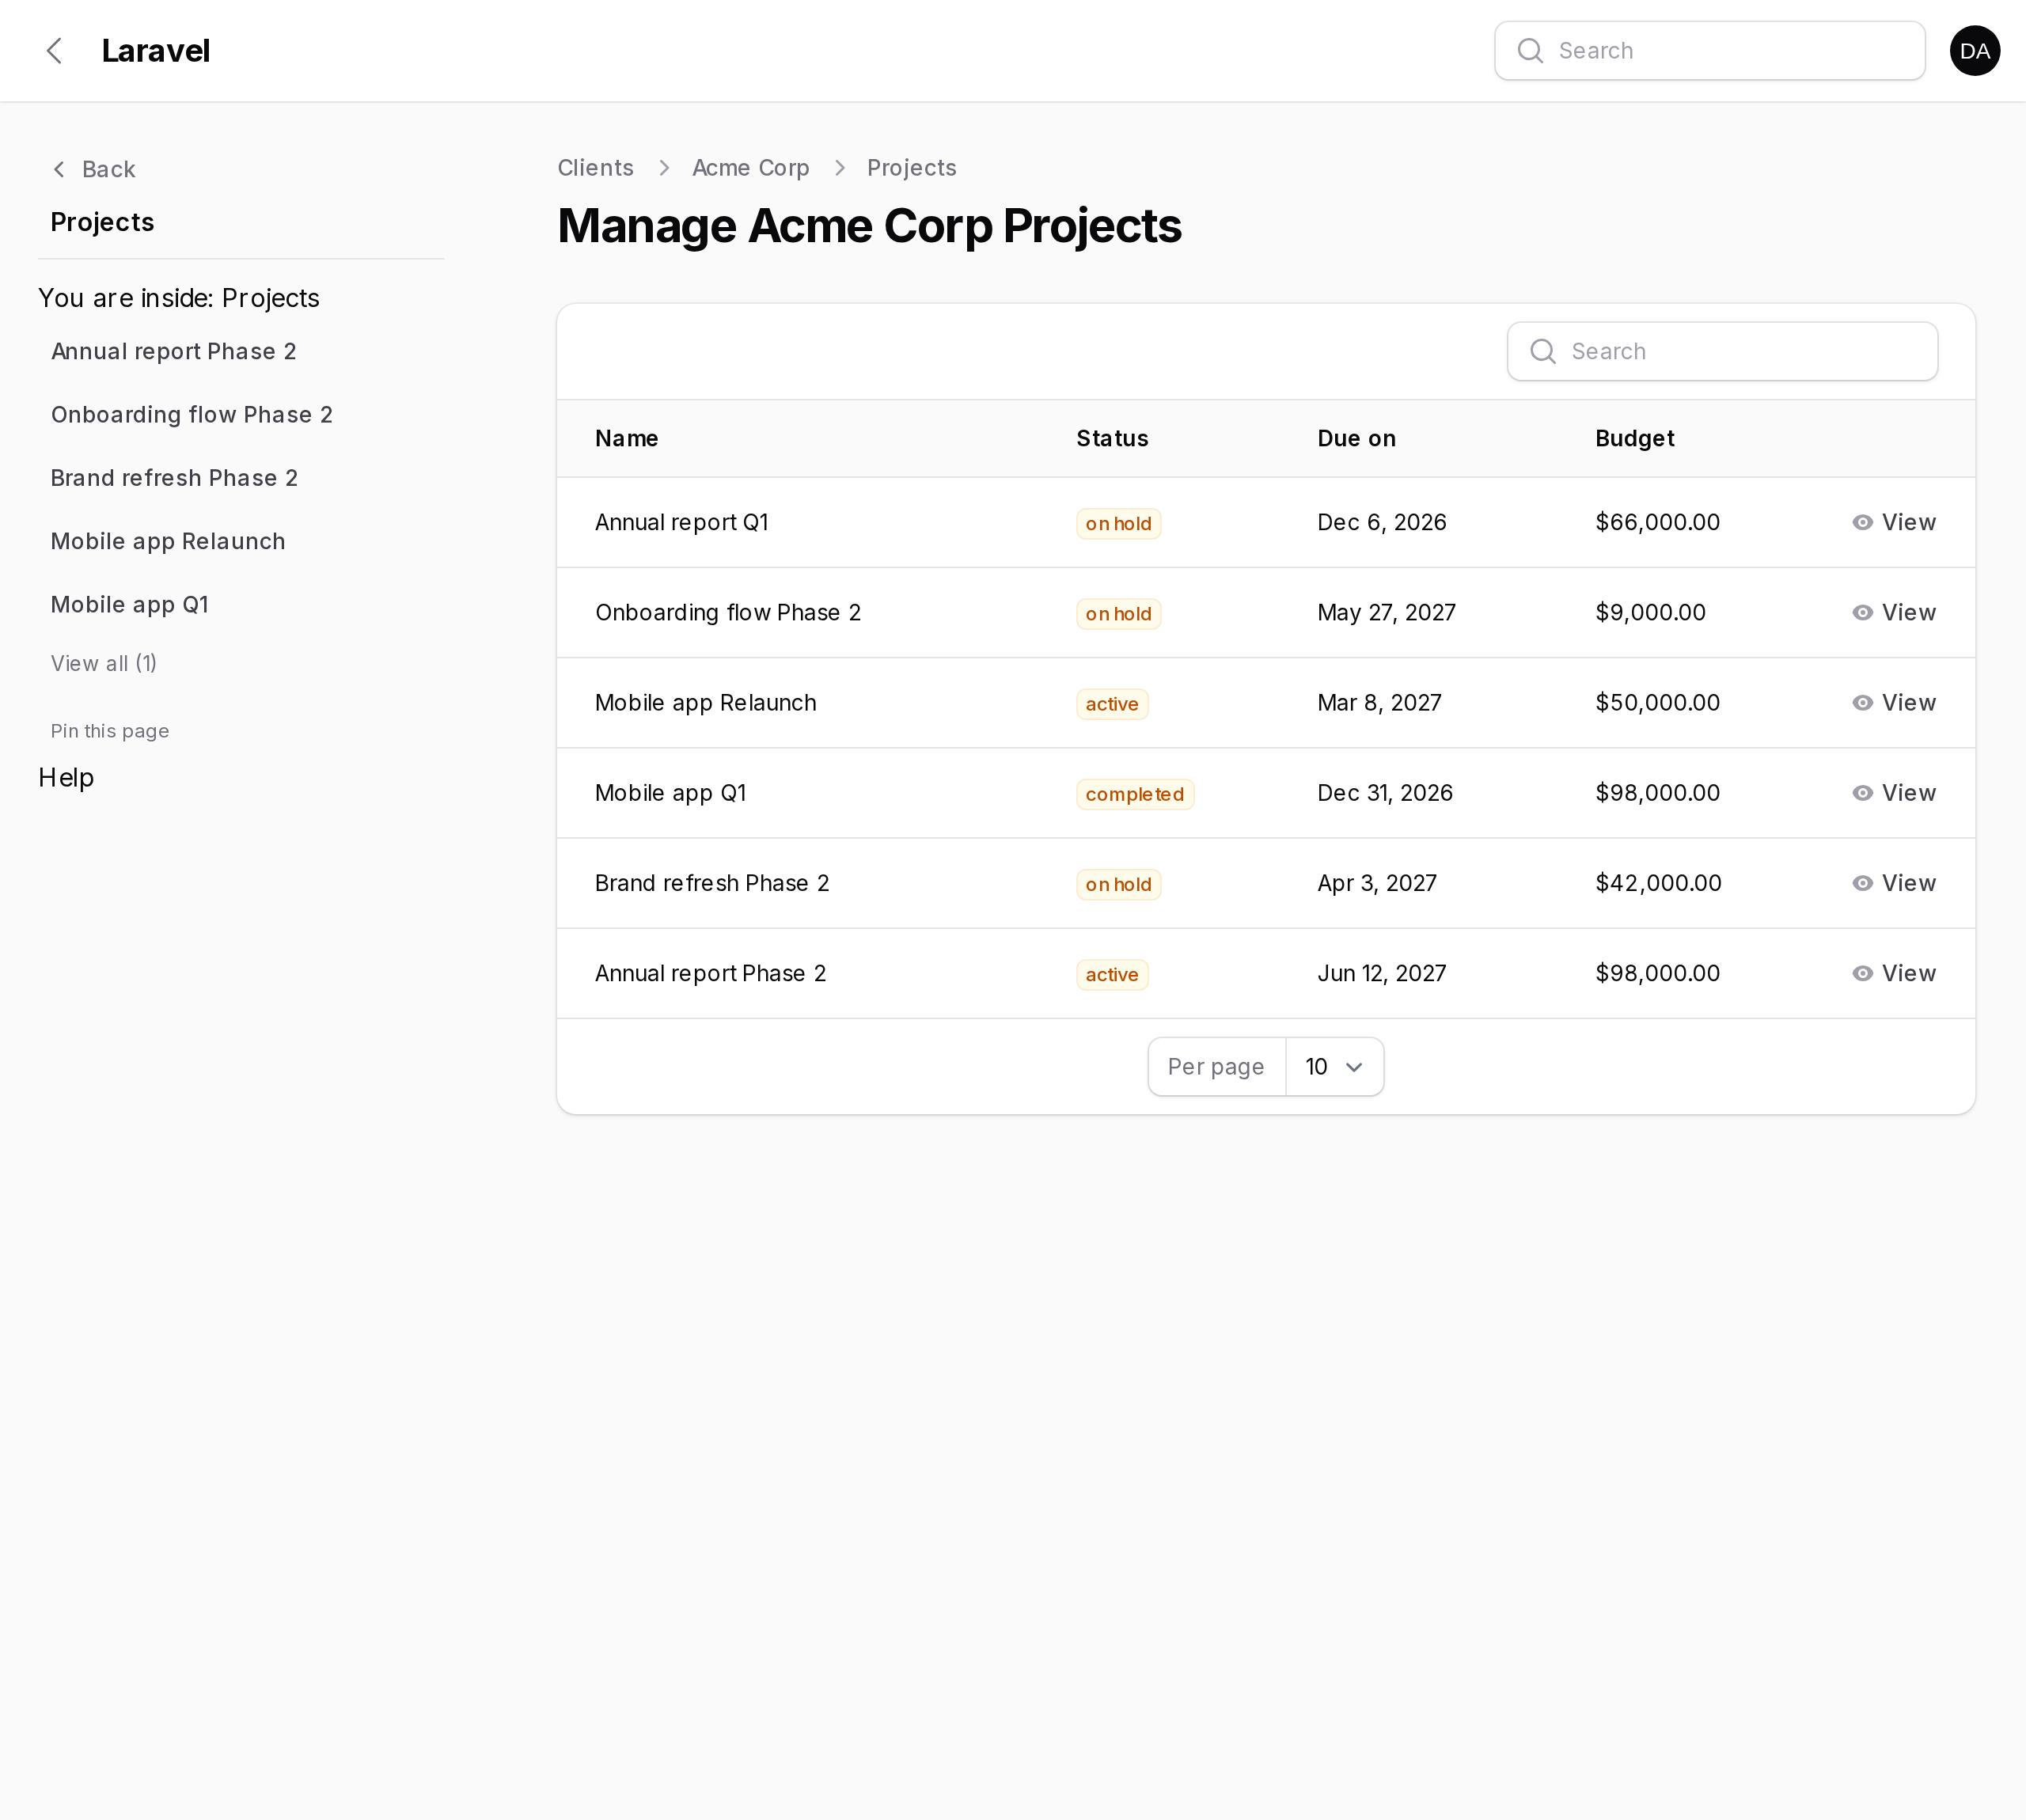 Laravel
Search
DA
Back
Projects
You are inside: Projects
Annual report Phase 2
Onboarding flow Phase 2
Brand refresh Phase 2
Mobile app Relaunch
Mobile app Q1
View all (1)
Pin this page
Help
Clients Acme Corp Projects
Manage Acme Corp Projects
Search
Name Status Due on Budget
Annual report Q1 on hold Dec 6, 2026 $66,000.00 View
Onboarding flow Phase 2 on hold May 27, 2027 $9,000.00 View
Mobile app Relaunch active Mar 8, 2027 $50,000.00 View
Mobile app Q1 completed Dec 31, 2026 $98,000.00 View
Brand refresh Phase 2 on hold Apr 3, 2027 $42,000.00 View
Annual report Phase 2 active Jun 12, 2027 $98,000.00 View
Per page 10